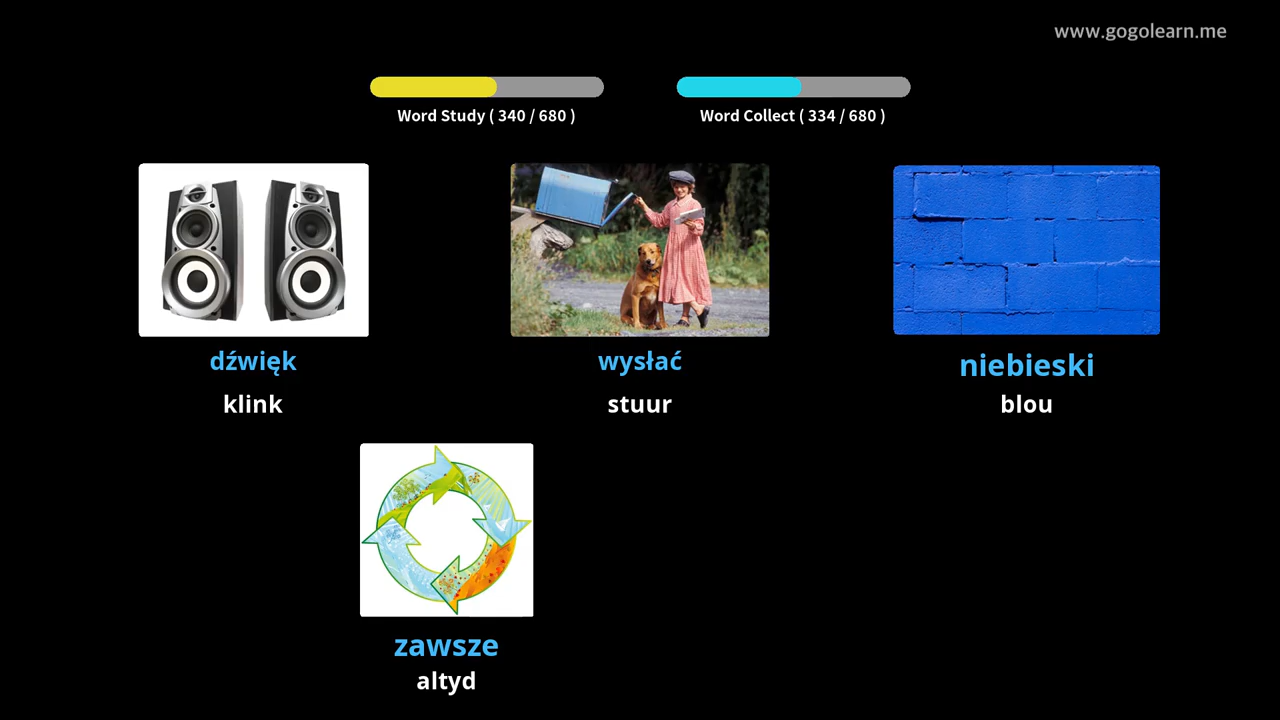 www.gogolearn.me
Word Study ( 340 / 680 )
Word Collect ( 334 / 680 )
dźwięk
klink
wysłać
stuur
niebieski
blou
zawsze
altyd